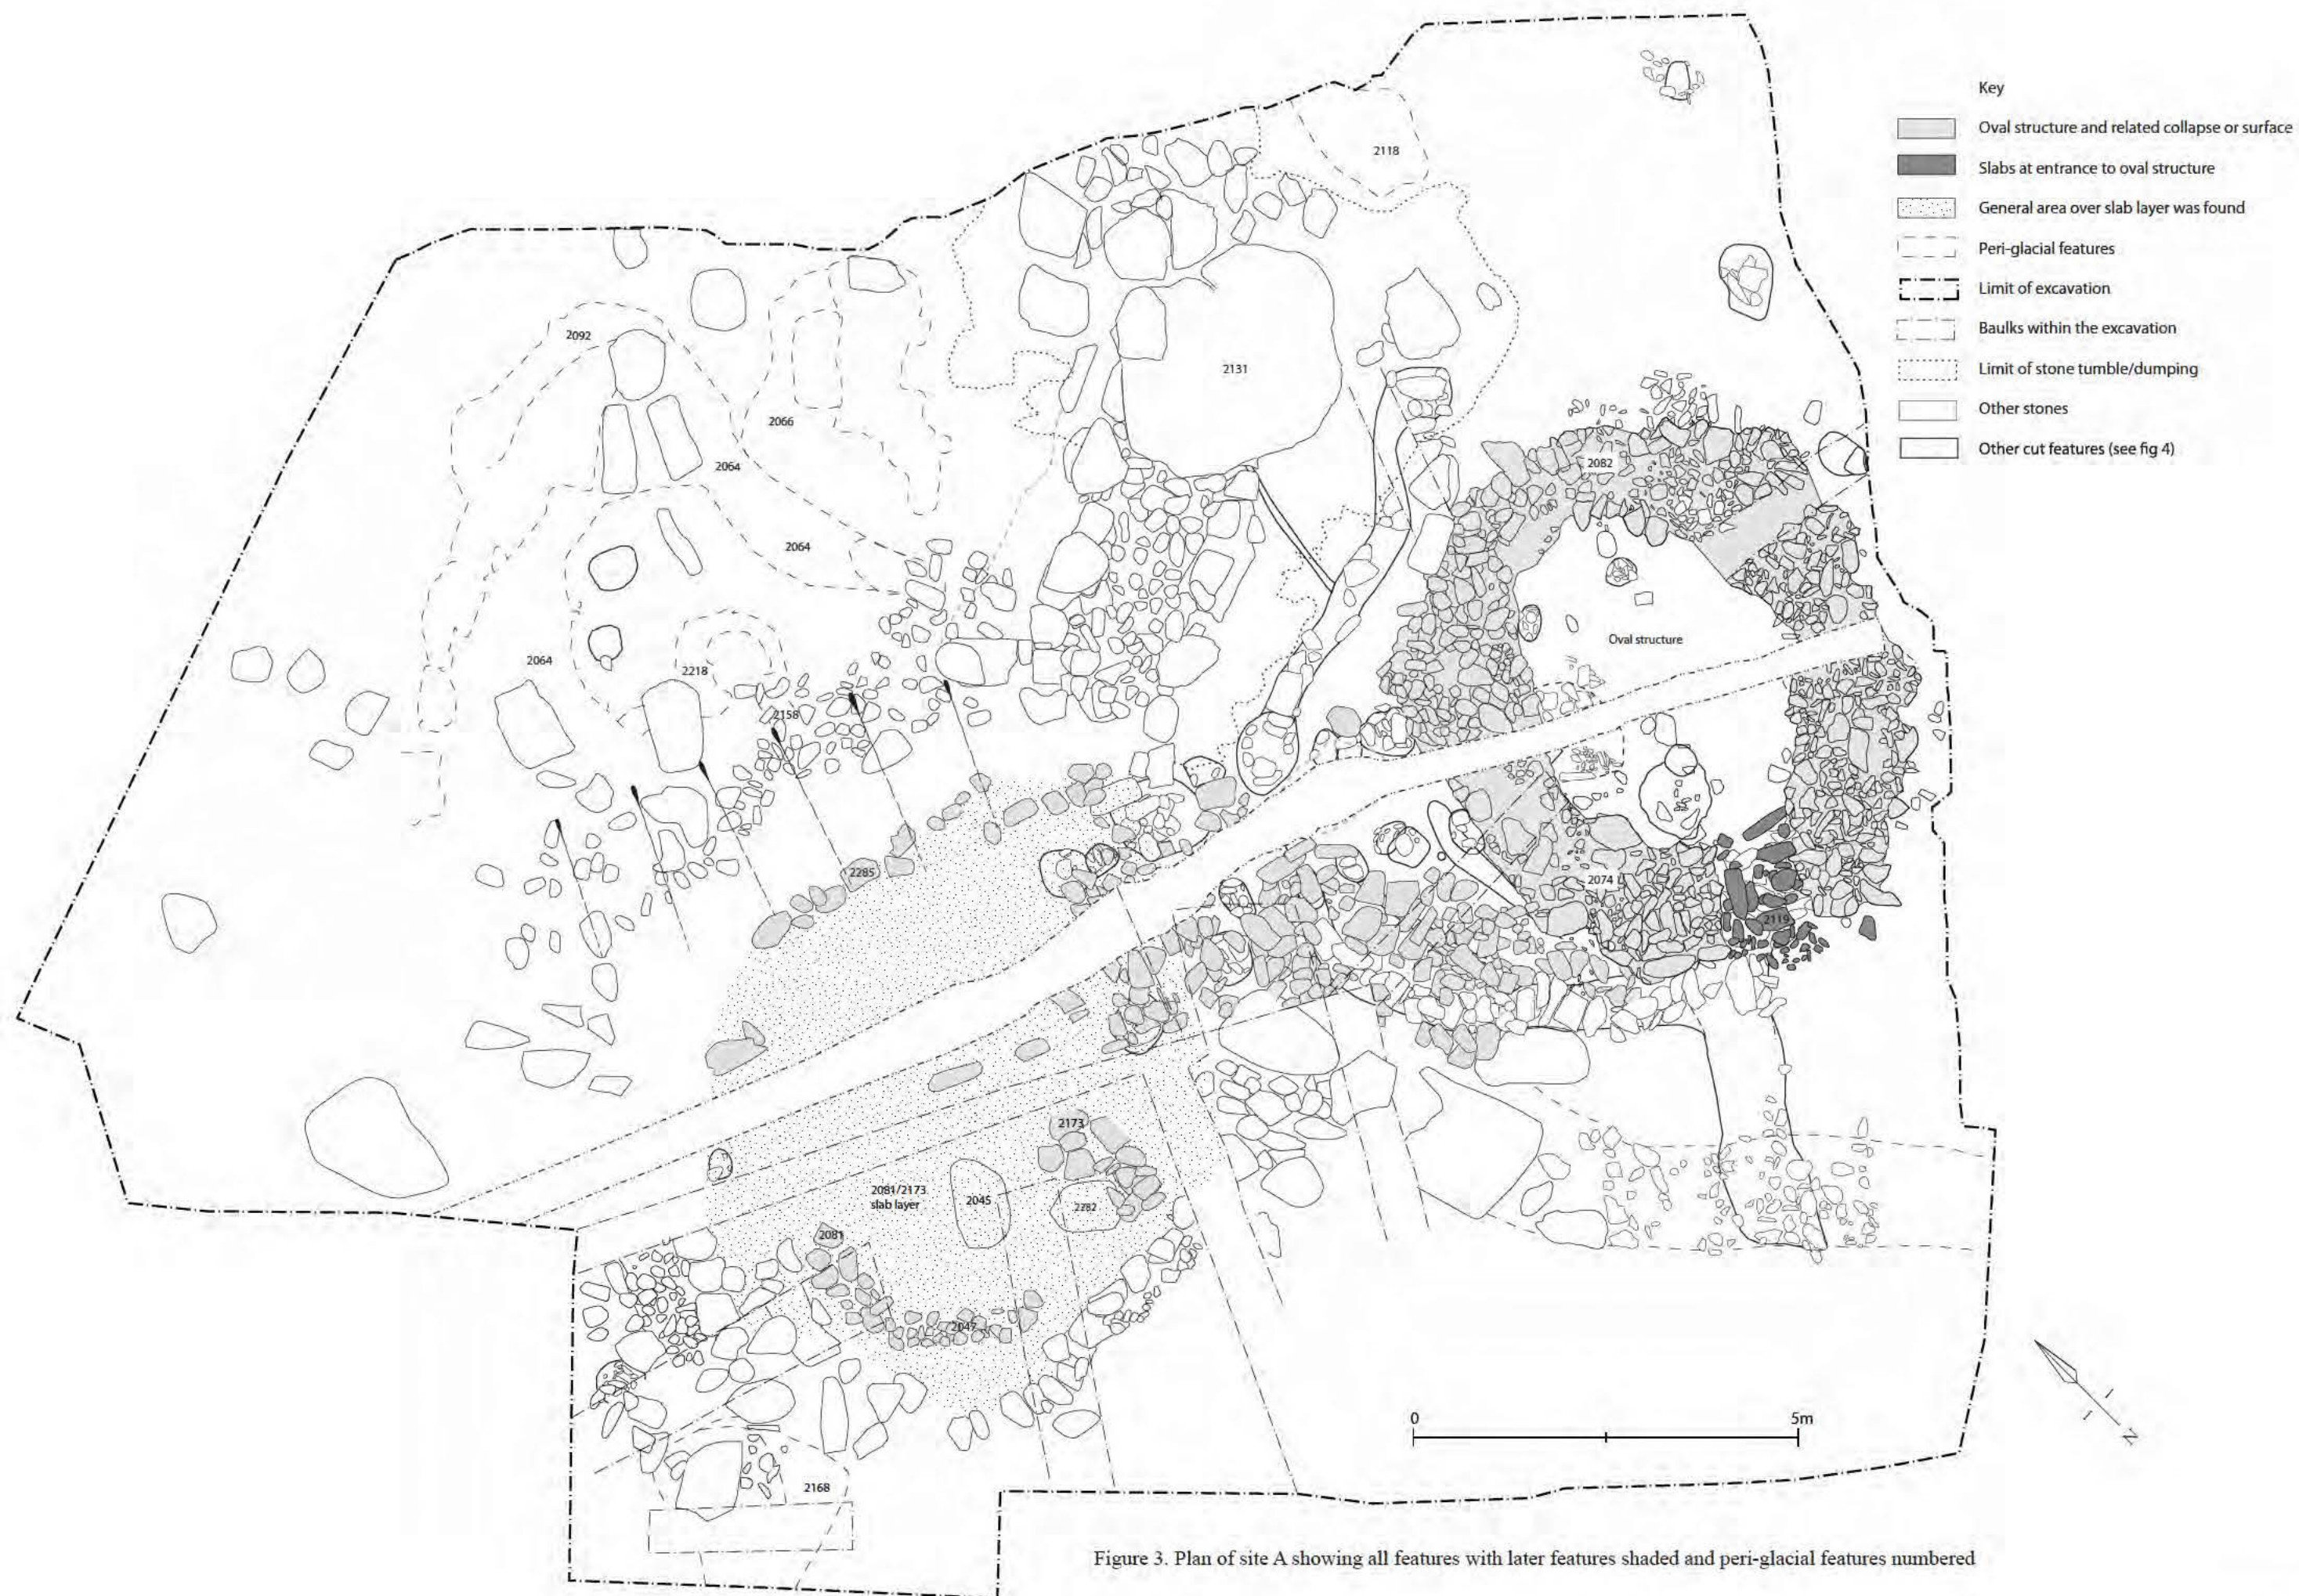 Key
Oval structure and related collapse or surface
Slabs at entrance to oval structure
General area over slab layer was found
Peri-glacial features
Limit of excavation
Baulks within the excavation
Limit of stone tumble/dumping
Other stones
Other cut features (see fig 4)
2118
2092
2131
2066
2064
2082
2064
Oval structure
2064
2218
2158
2285
2074
2119
2173
2081/2173
slab layer
2045
2282
2081
2047
2168
0
5m
N
Figure 3. Plan of site A showing all features with later features shaded and peri-glacial features numbered